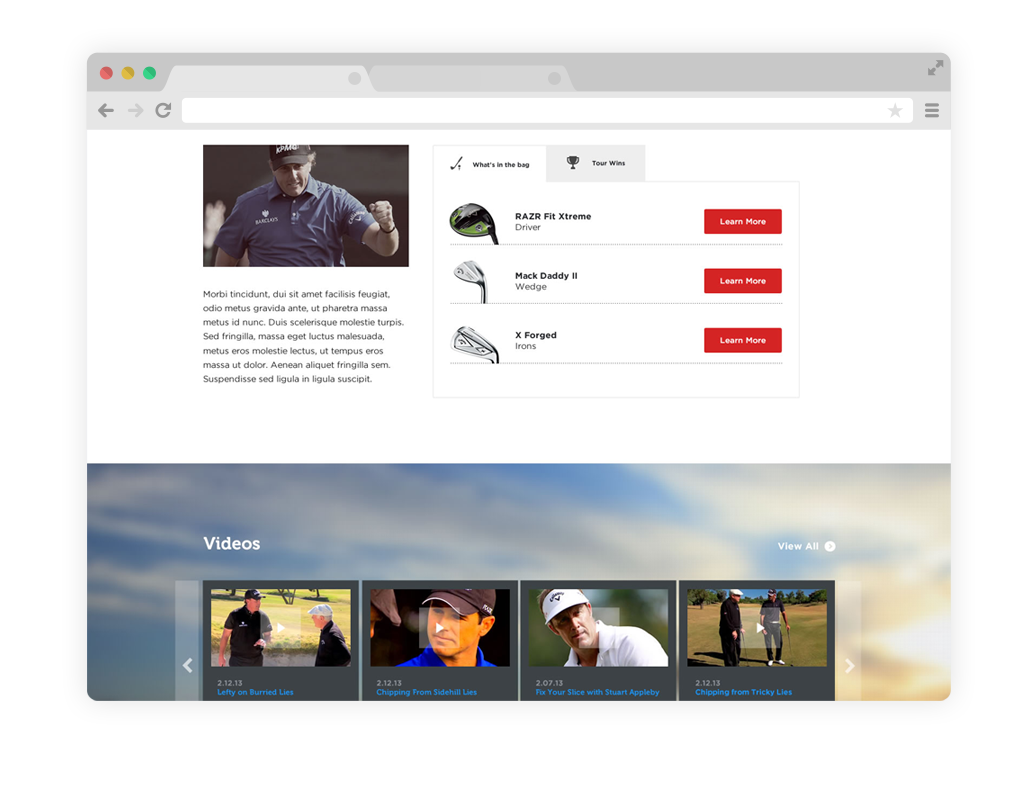 KPMG
BARCLAYS
Callaway
Morbi tincidunt, dui sit amet facilisis feugiat,
odio metus gravida ante, ut pharetra massa
metus id nunc. Duis scelerisque molestie turpis.
Sed fringilla, massa eget luctus malesuada,
metus eros molestie lectus, ut tempus eros
massa ut dolor. Aenean aliquet fringilla sem.
Suspendisse sed ligula in ligula suscipit.
What's in the bag
Tour Wins
RAZR Fit Xtreme
Driver
Learn More
Mack Daddy II
Wedge
Learn More
X Forged
Irons
Learn More
Videos
View All
RAZR
Callaway
2.12.13
Lefty on Burried Lies
2.12.13
Chipping From Sidehill Lies
2.07.13
Fix Your Slice with Stuart Appleby
2.12.13
Chipping from Tricky Lies